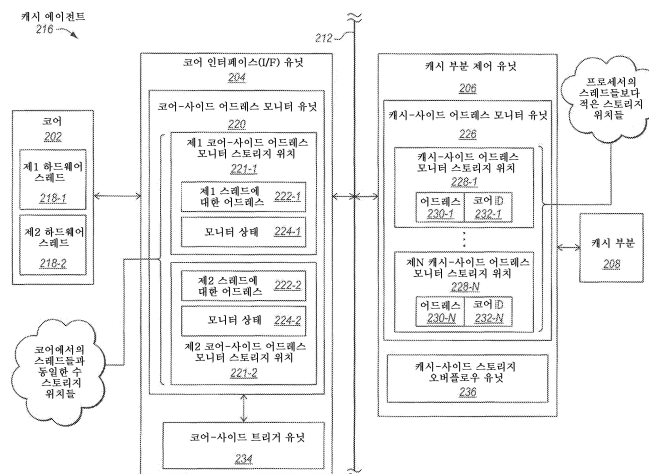 캐시 에이전트
216
212
코어
202
제1 하드웨어
스레드
218-1
제2 하드웨어
스레드
218-2
코어에서의
스레드들과
동일한 수
스토리지
위치들
코어 인터페이스(I/F) 유닛
204
코어-사이드 어드레스 모니터 유닛
220
제1 코어-사이드 어드레스
모니터 스토리지 위치
221-1
제1 스레드에
대한 어드레스
222-1
모니터 상태
224-1
제2 스레드에
대한 어드레스
222-2
모니터 상태
224-2
제2 코어-사이드 어드레스
모니터 스토리지 위치
221-2
코어-사이드 트리거 유닛
234
캐시 부분 제어 유닛
206
캐시-사이드 어드레스 모니터 유닛
226
캐시-사이드 어드레스
모니터 스토리지 위치
228-1
어드레스
230-1
코어 ID
232-1
제N 캐시-사이드 어드레스
모니터 스토리지 위치
228-N
어드레스
230-N
코어 ID
232-N
캐시-사이드 스토리지
오버플로우 유닛
236
프로세서의
스레드들보다
적은 스토리지
위치들
캐시 부분
208